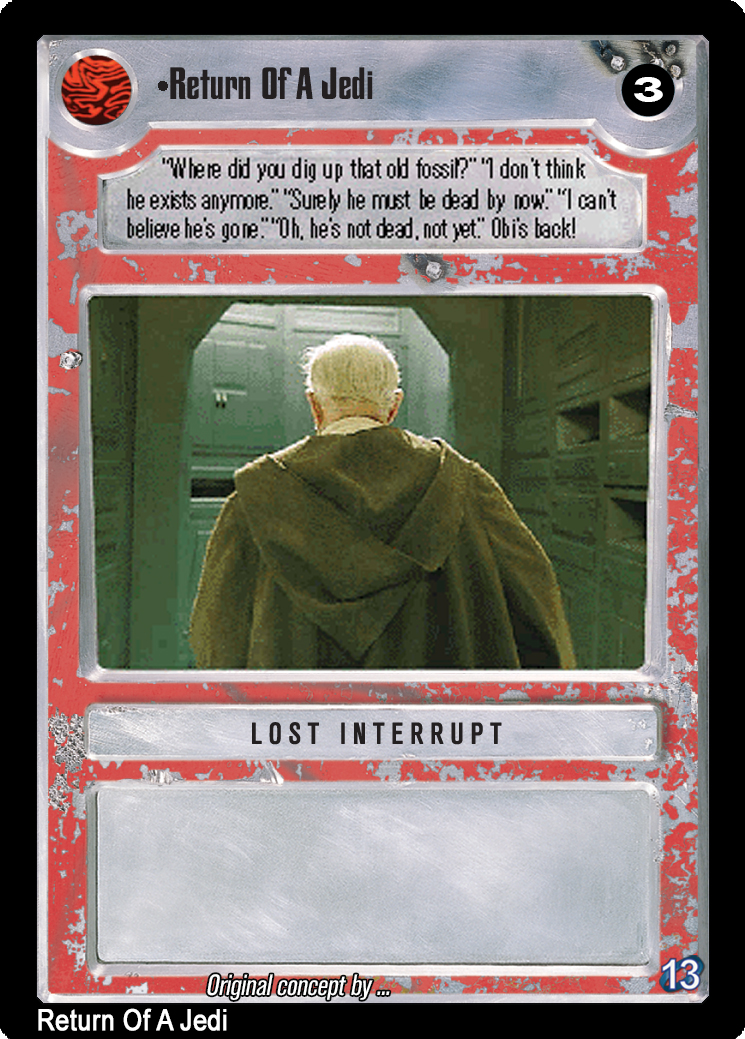 •Return Of A Jedi
3
"Where did you dig up that old fossil?" "I don't think
he exists anymore." "Surely he must be dead by now." "I can't
believe he's gone." "Oh, he's not dead, not yet." Obi's back!
LOST INTERRUPT
13
Original concept by ...
Return Of A Jedi